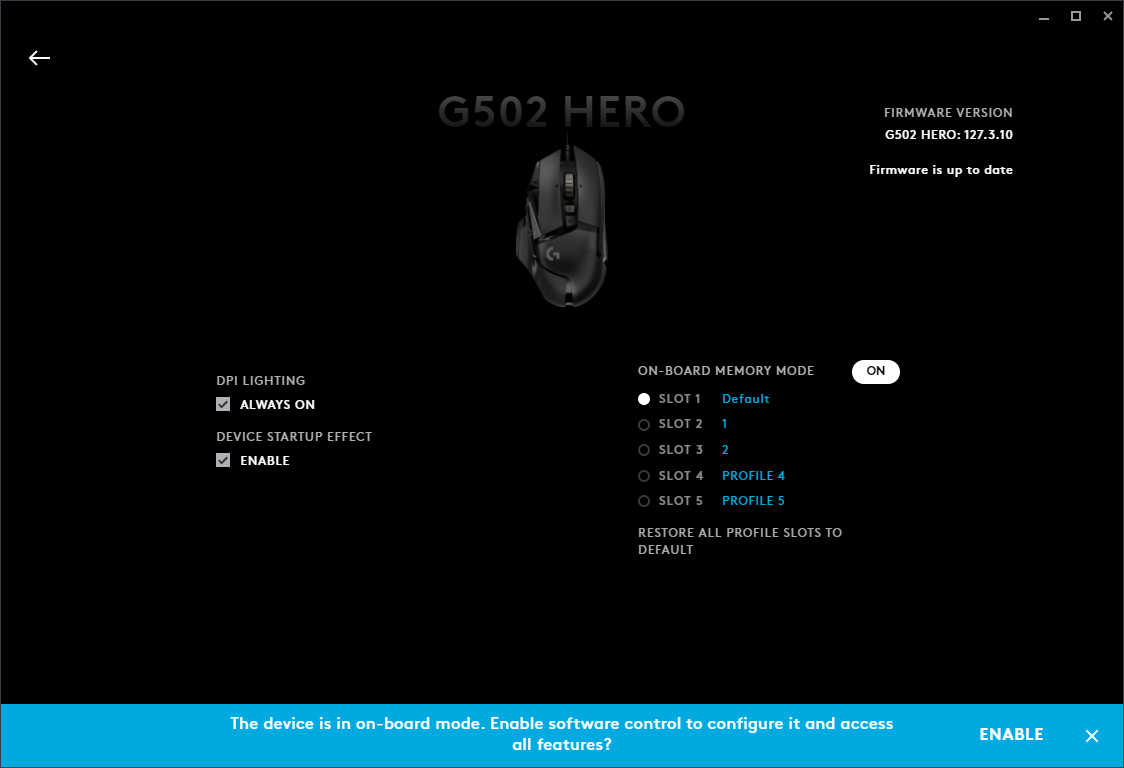 G502 HERO
FIRMWARE VERSION
G502 HERO: 127.3.10
Firmware is up to date
DPI LIGHTING
ALWAYS ON
DEVICE STARTUP EFFECT
ENABLE
ON-BOARD MEMORY MODE ON
SLOT 1 Default
SLOT 2 1
SLOT 3 2
SLOT 4 PROFILE 4
SLOT 5 PROFILE 5
RESTORE ALL PROFILE SLOTS TO
DEFAULT
The device is in on-board mode. Enable software control to configure it and access
all features?
ENABLE